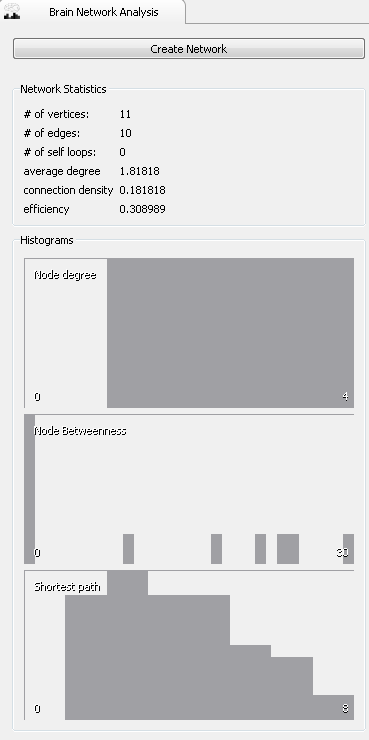 Brain Network Analysis
Create Network
Network Statistics
# of vertices: 11
# of edges: 10
# of self loops: 0
average degree 1.81818
connection density 0.181818
efficiency 0.308989
Histograms
Node degree
0 4
Node Betweenness
0 30
Shortest path
0 8